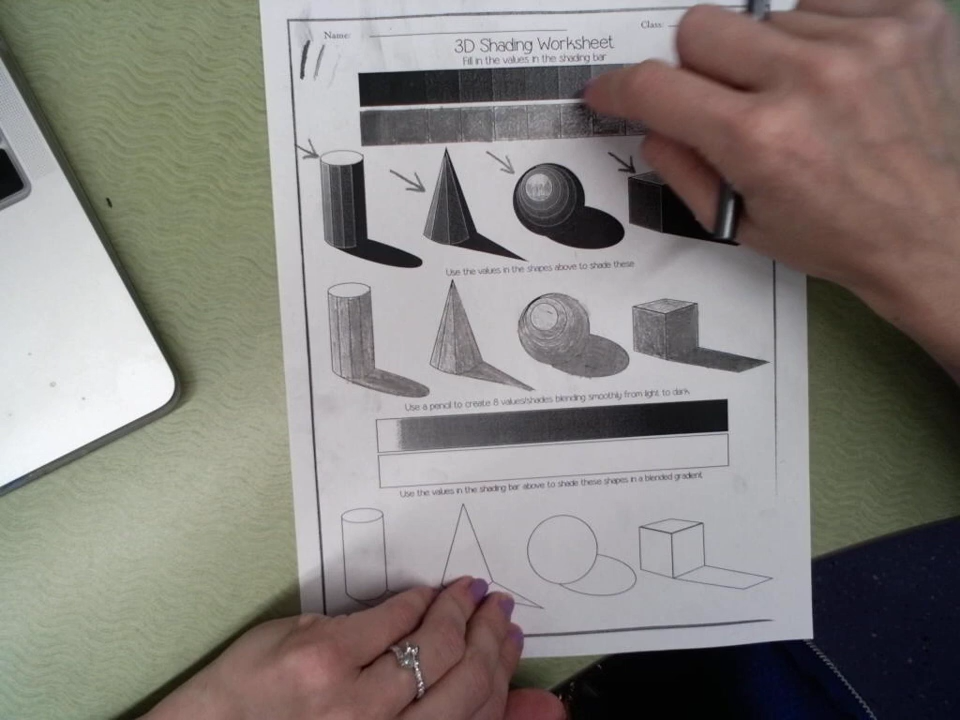 Name:
Class:
3D Shading Worksheet
Fill in the values in the shading bar
Use the values in the shapes above to shade these
Use a pencil to create 8 values/shades blending smoothly from light to dark
Use the values in the shading bar above to shade these shapes in a blended gradient